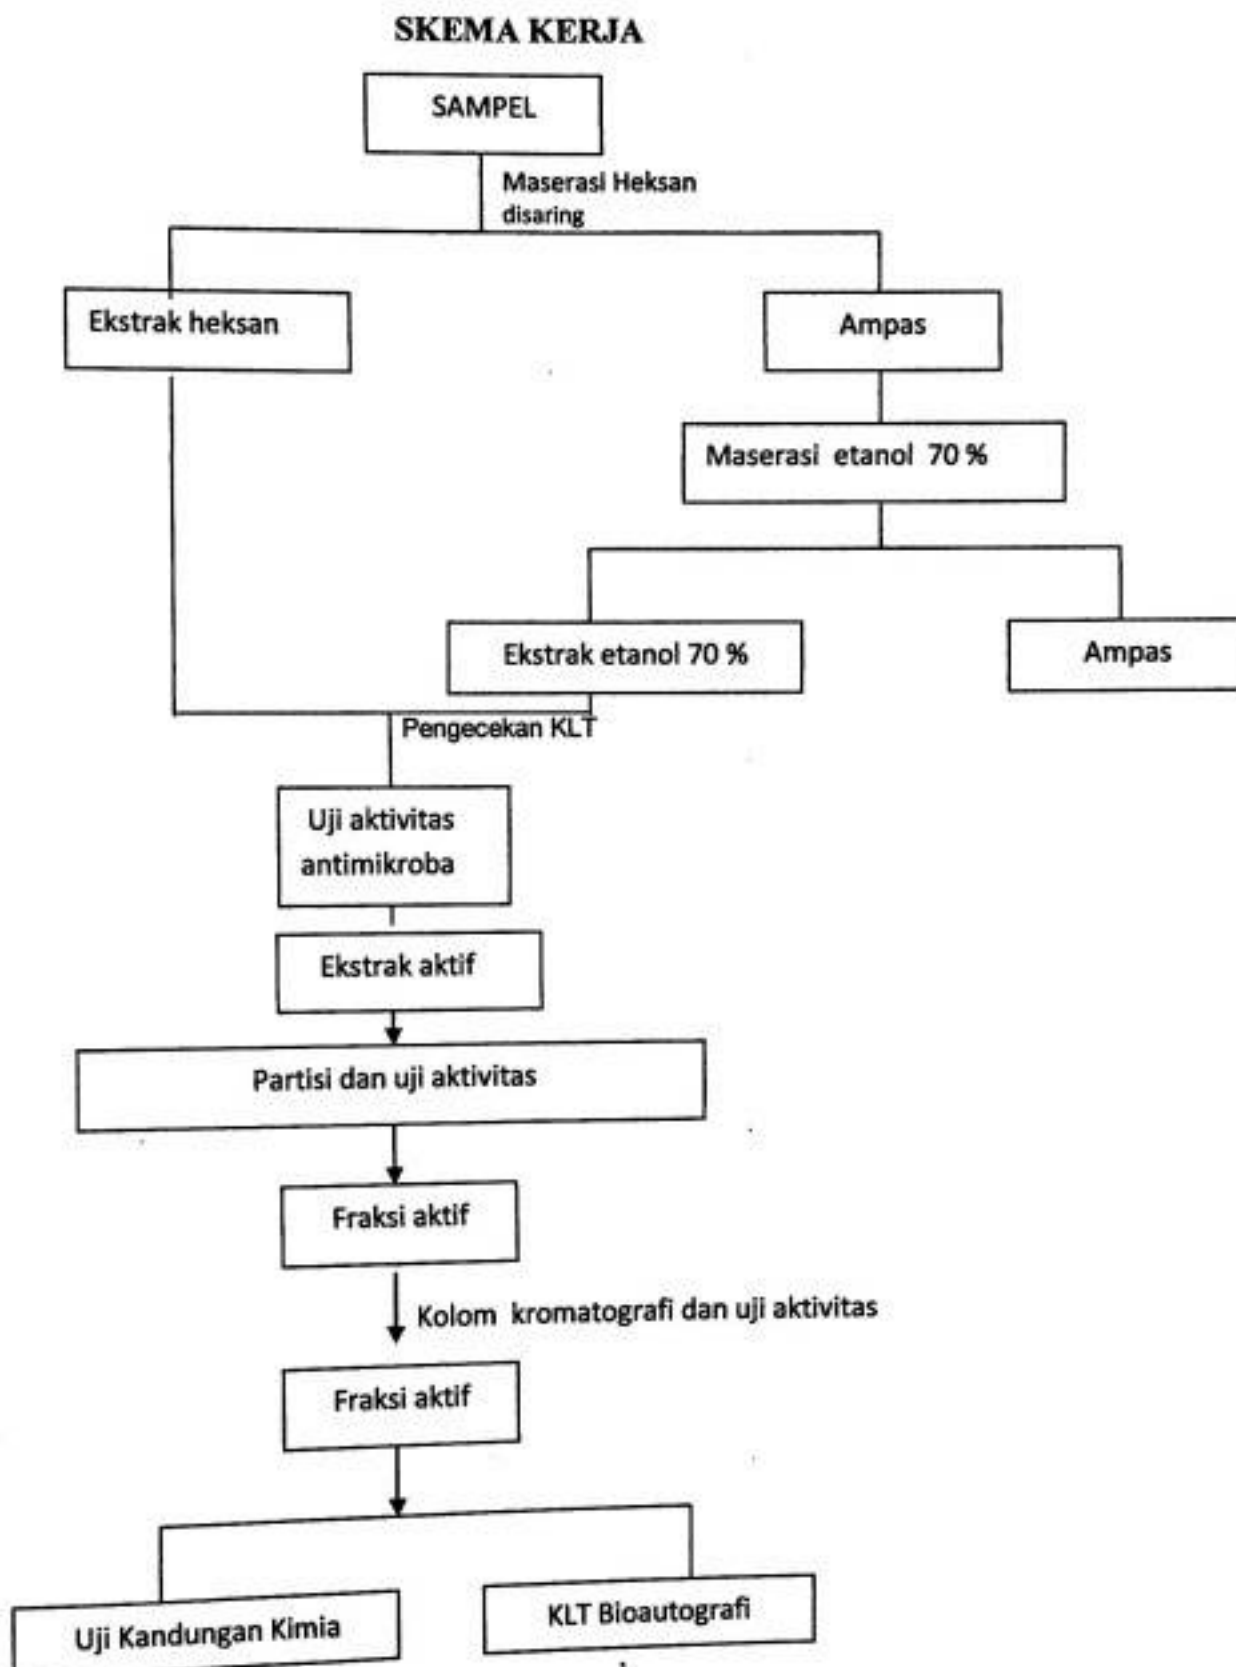 SKEMA KERJA
SAMPEL
Maserasi Heksan
disaring
Ekstrak heksan
Ampas
Maserasi etanol 70 %
Ekstrak etanol 70 %
Ampas
Pengecekan KLT
Uji aktivitas
antimikroba
Ekstrak aktif
Partisi dan uji aktivitas
Fraksi aktif
Kolom kromatografi dan uji aktivitas
Fraksi aktif
Uji Kandungan Kimia
KLT Bioautografi